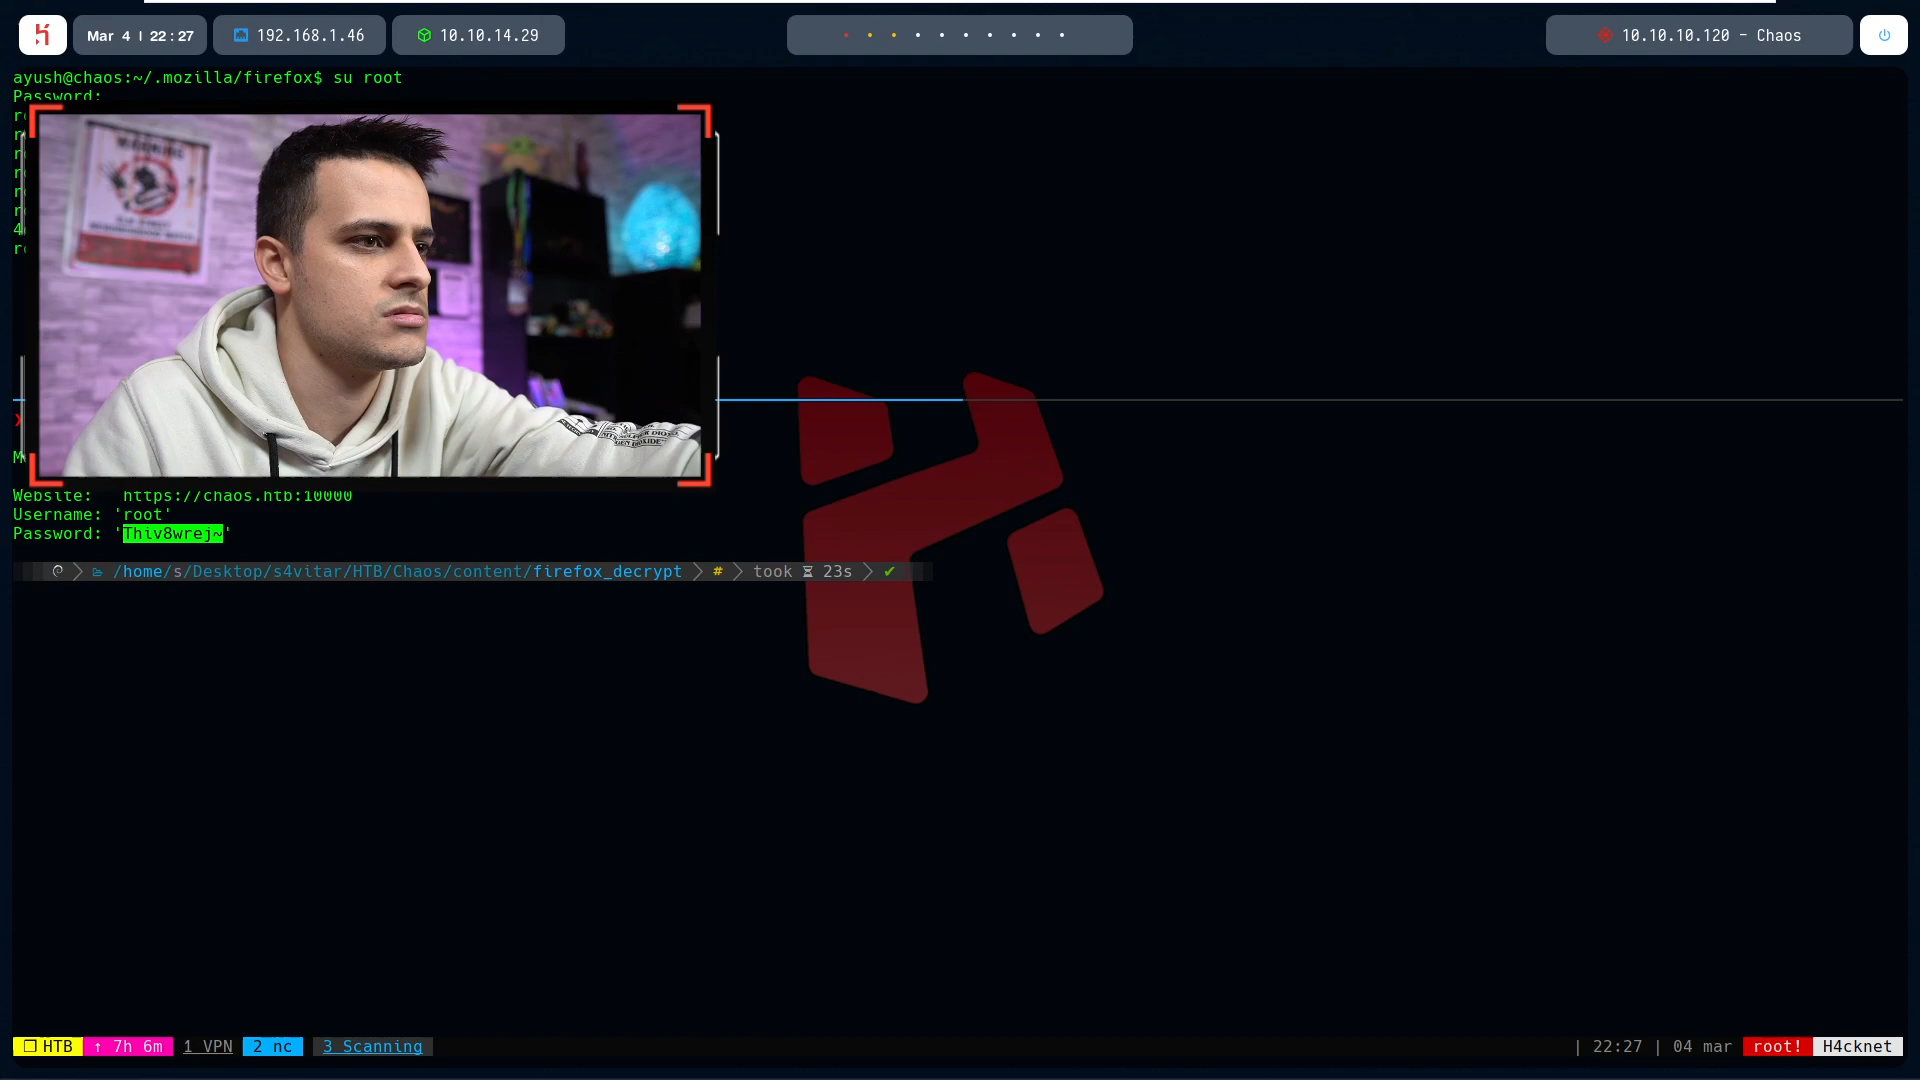 Mar 4 | 22:27
192.168.1.46
10.10.14.29
10.10.10.120 - Chaos
ayush@chaos:~/.mozilla/firefox$ su root
Password:
Website:   https://chaos.htb:10000
Username: 'root'
Password: 'Thiv8wrej~'
/home/s/Desktop/s4vitar/HTB/Chaos/content/firefox_decrypt # took 23s ✔
HTB ↑ 7h 6m 1 VPN 2 nc 3 Scanning | 22:27 | 04 mar root! H4cknet